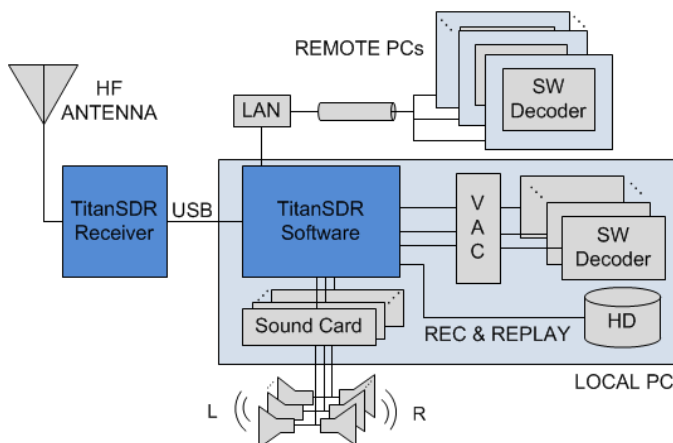 REMOTE PCs
HF
ANTENNA
LAN
SW
Decoder
TitanSDR
Receiver
USB
TitanSDR
Software
V
A
C
SW
Decoder
Sound Card
REC & REPLAY
HD
LOCAL PC
L
R